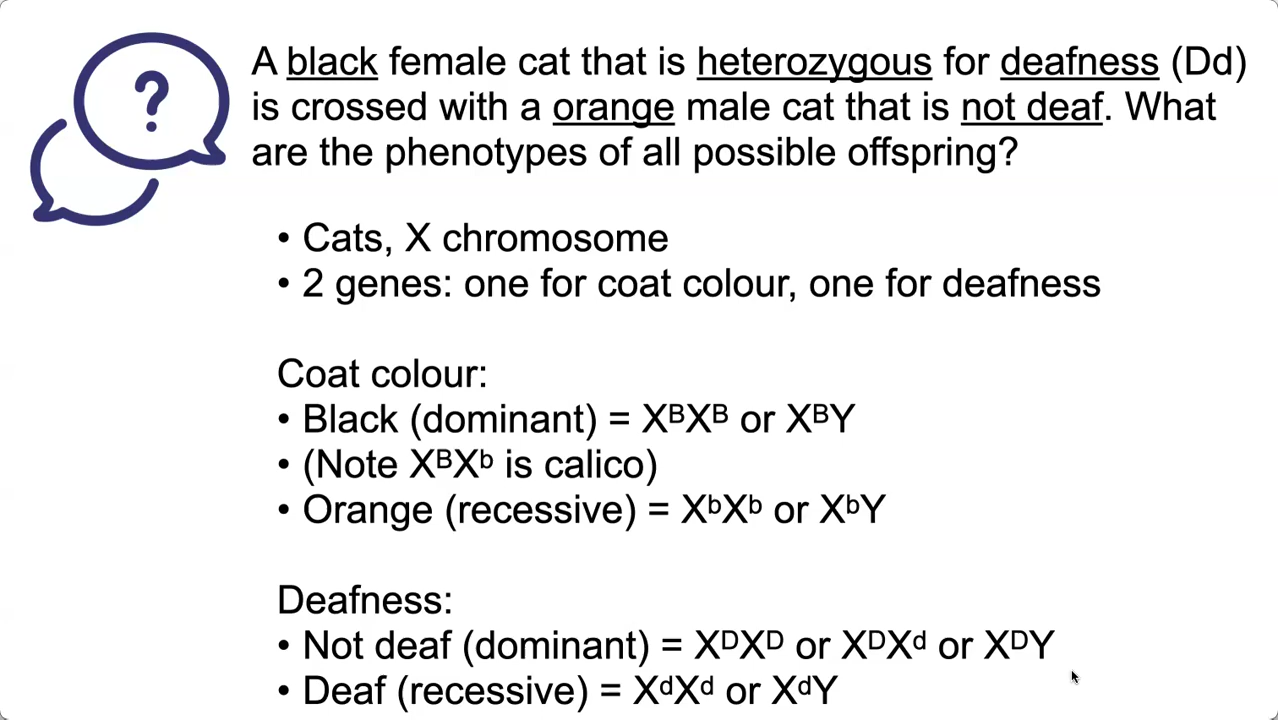 ?
A black female cat that is heterozygous for deafness (Dd)
is crossed with a orange male cat that is not deaf. What
are the phenotypes of all possible offspring?
• Cats, X chromosome
• 2 genes: one for coat colour, one for deafness
Coat colour:
• Black (dominant) = XᴮXᴮ or XᴮY
• (Note XᴮXᵇ is calico)
• Orange (recessive) = XᵇXᵇ or XᵇY
Deafness:
• Not deaf (dominant) = XᴰXᴰ or XᴰXᵈ or XᴰY
• Deaf (recessive) = XᵈXᵈ or XᵈY